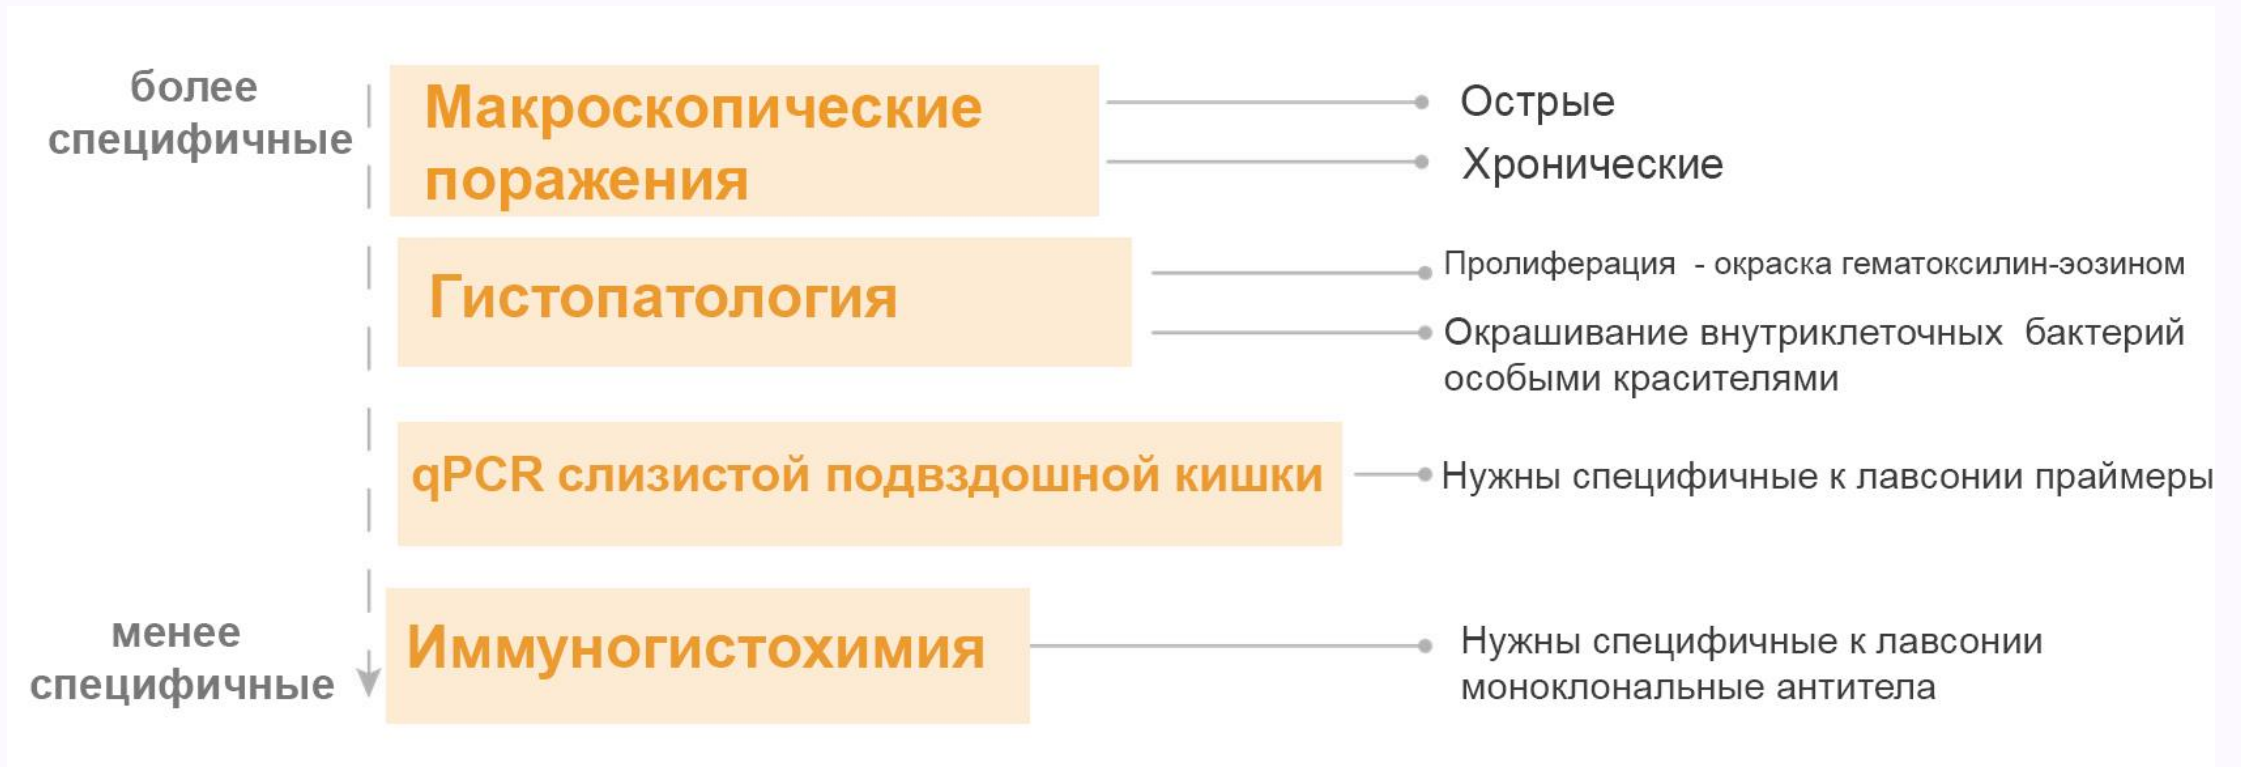 более
специфичные
Макроскопические
поражения
Острые
Хронические
Гистопатология
Пролиферация - окраска гематоксилин-эозином
Окрашивание внутриклеточных бактерий
особыми красителями
qPCR слизистой подвздошной кишки
Нужны специфичные к лавсонии праймеры
менее
специфичные
Иммуногистохимия
Нужны специфичные к лавсонии
моноклональные антитела